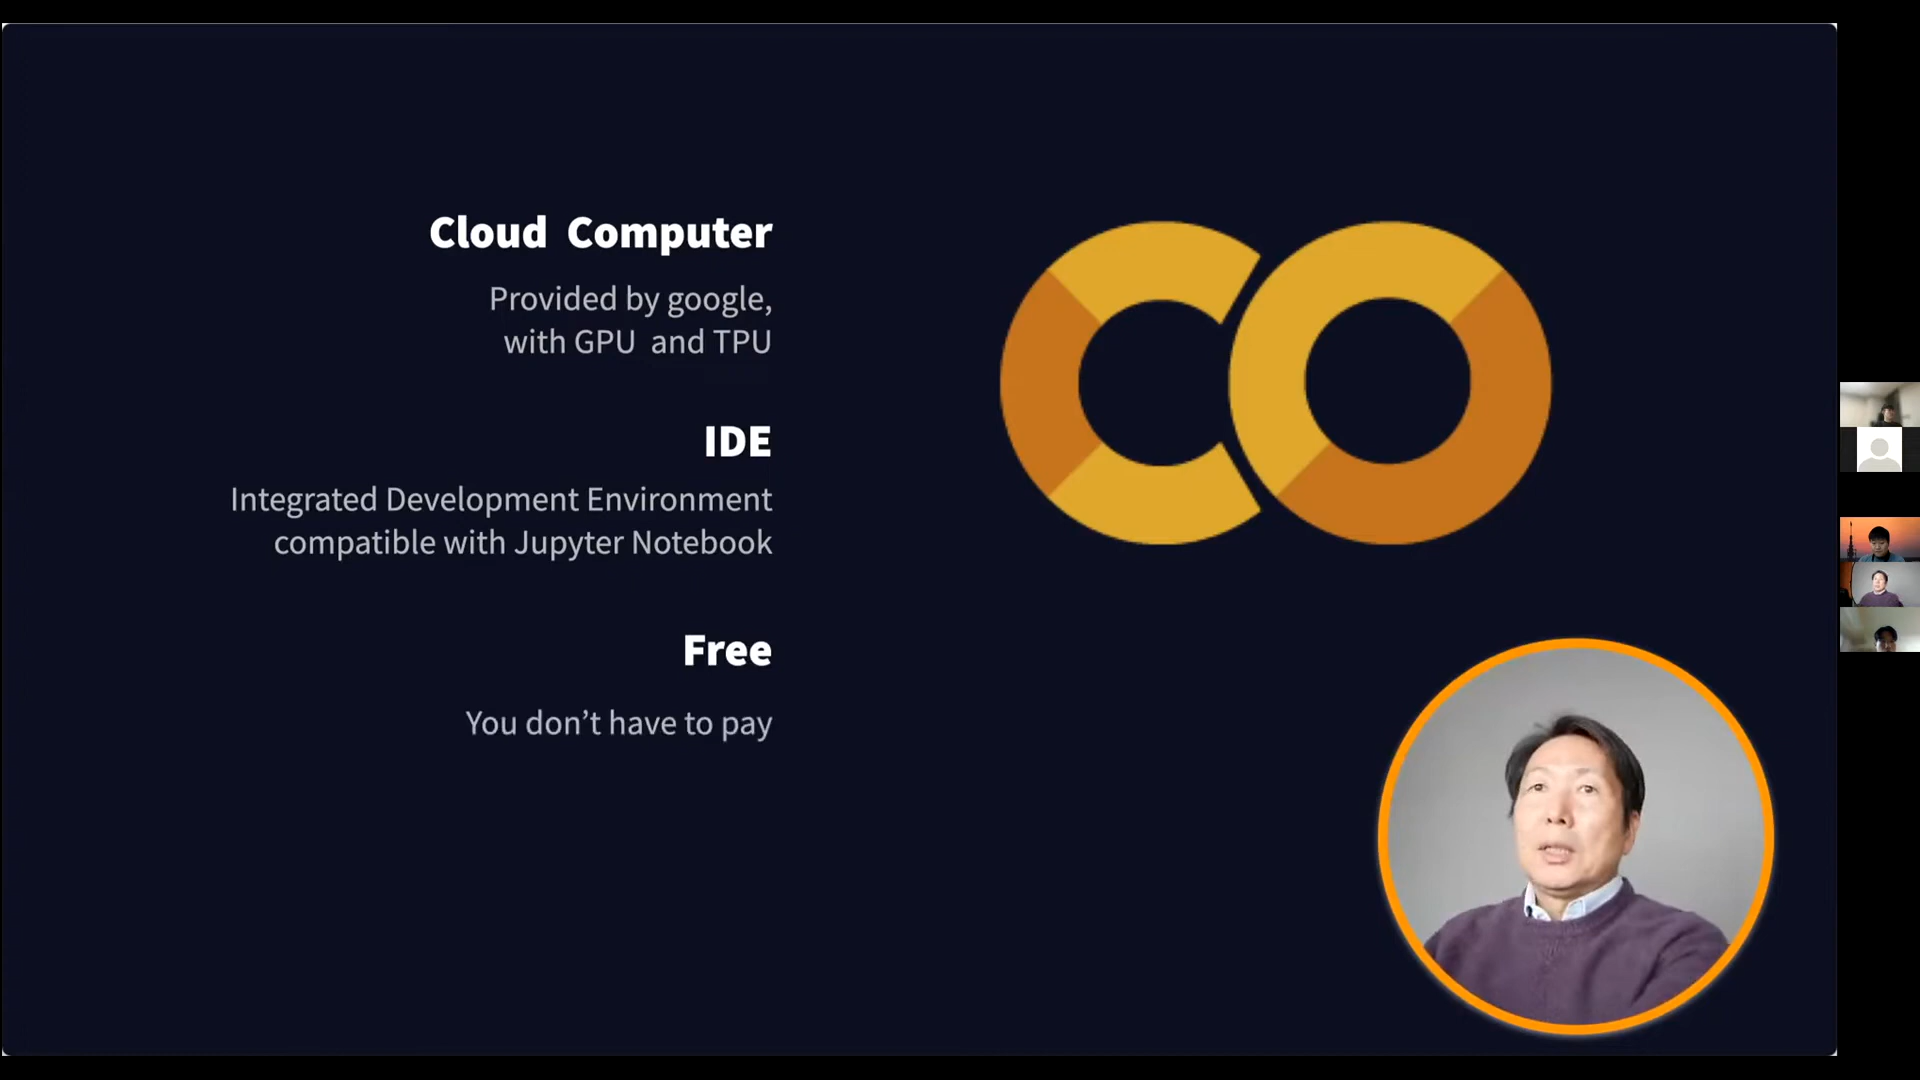 Cloud Computer
Provided by google,
with GPU and TPU
IDE
Integrated Development Environment
compatible with Jupyter Notebook
Free
You don’t have to pay
CO